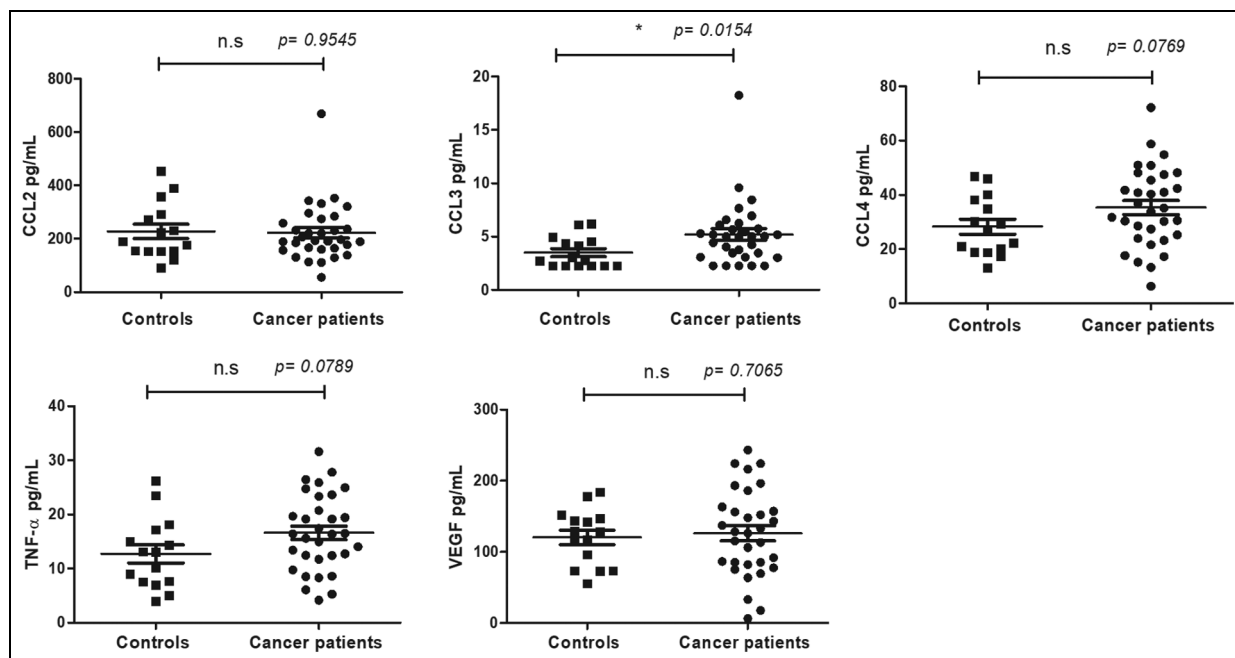 n.s p= 0.9545
CCL2 pg/mL
800
600
400
200
0
Controls Cancer patients
* p= 0.0154
CCL3 pg/mL
20
15
10
5
0
Controls Cancer patients
n.s p= 0.0769
CCL4 pg/mL
80
60
40
20
0
Controls Cancer patients
n.s p= 0.0789
TNF-α pg/mL
40
30
20
10
0
Controls Cancer patients
n.s p= 0.7065
VEGF pg/mL
300
200
100
0
Controls Cancer patients